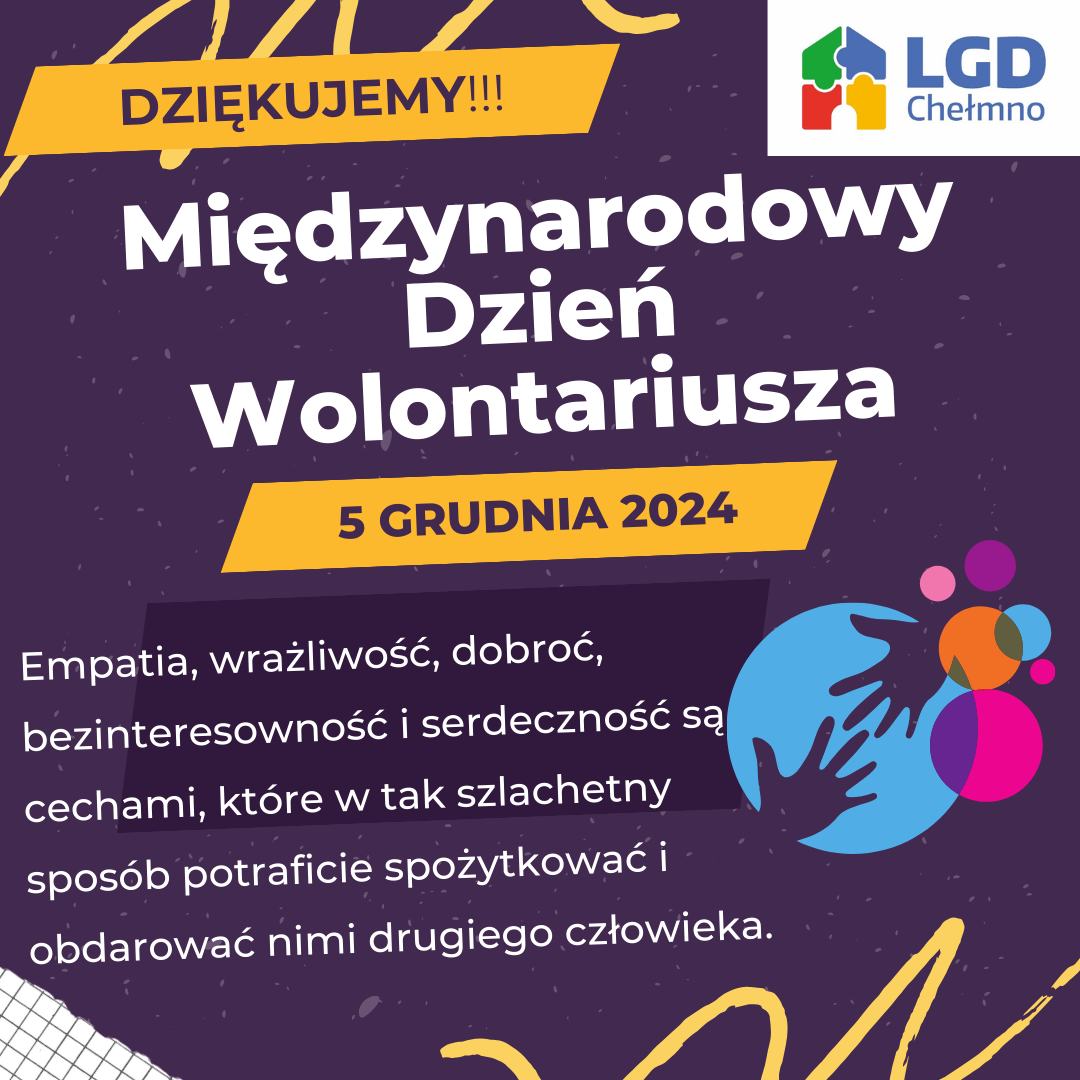 DZIĘKUJEMY!!!
LGD
Chełmno
Międzynarodowy
Dzień
Wolontariusza
5 GRUDNIA 2024
Empatia, wrażliwość, dobroć,
bezinteresowność i serdeczność są
cechami, które w tak szlachetny
sposób potraficie spożytkować i
obdarować nimi drugiego człowieka.